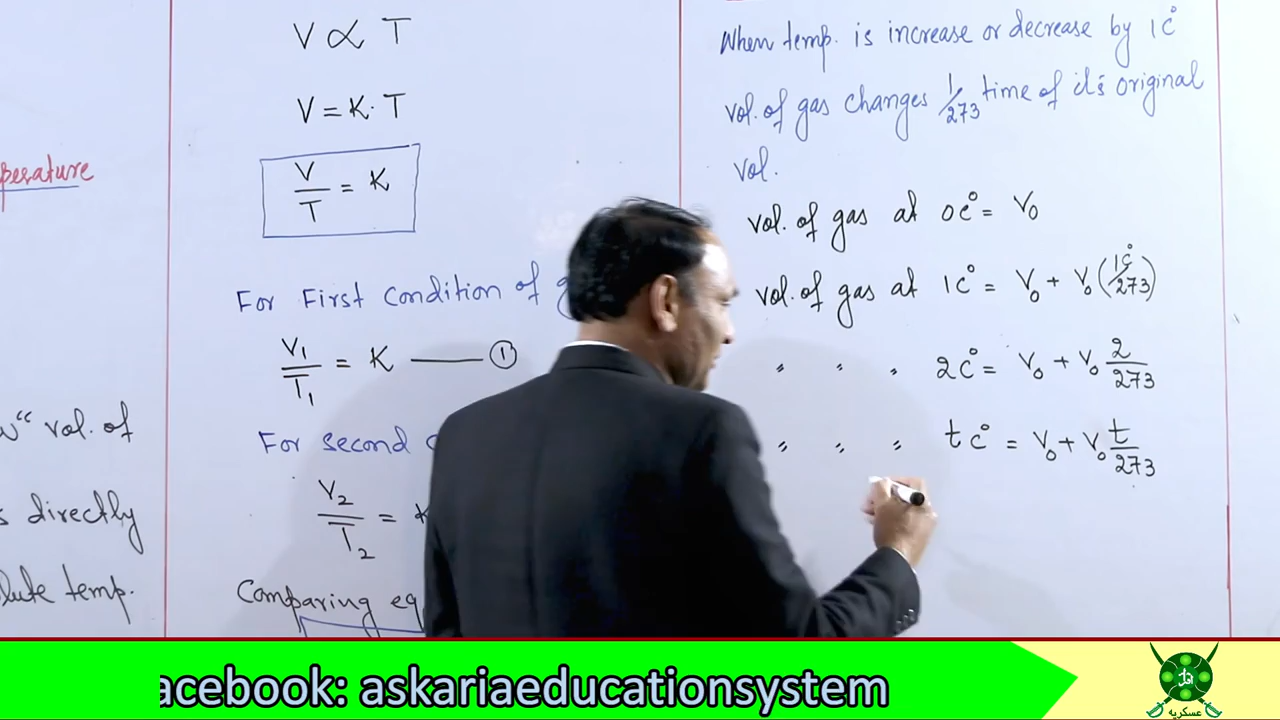 perature
w" vol. of
s directly
lute temp.
V ∝ T
V = K. T
V/T = K
For First condition of g
V₁/T₁ = K —— ①
For second c
V₂/T₂ = K
Comparing eq
When temp. is increase or decrease by 1C°
vol. of gas changes 1/273 time of it's original
vol.
vol. of gas at 0C° = V₀
vol. of gas at 1C° = V₀ + V₀(1C°/273)
〃 〃 〃 2C° = V₀ + V₀ 2/273
〃 〃 〃 tC° = V₀ + V₀ t/273
acebook: askariaeducationsystem
عسکریہ